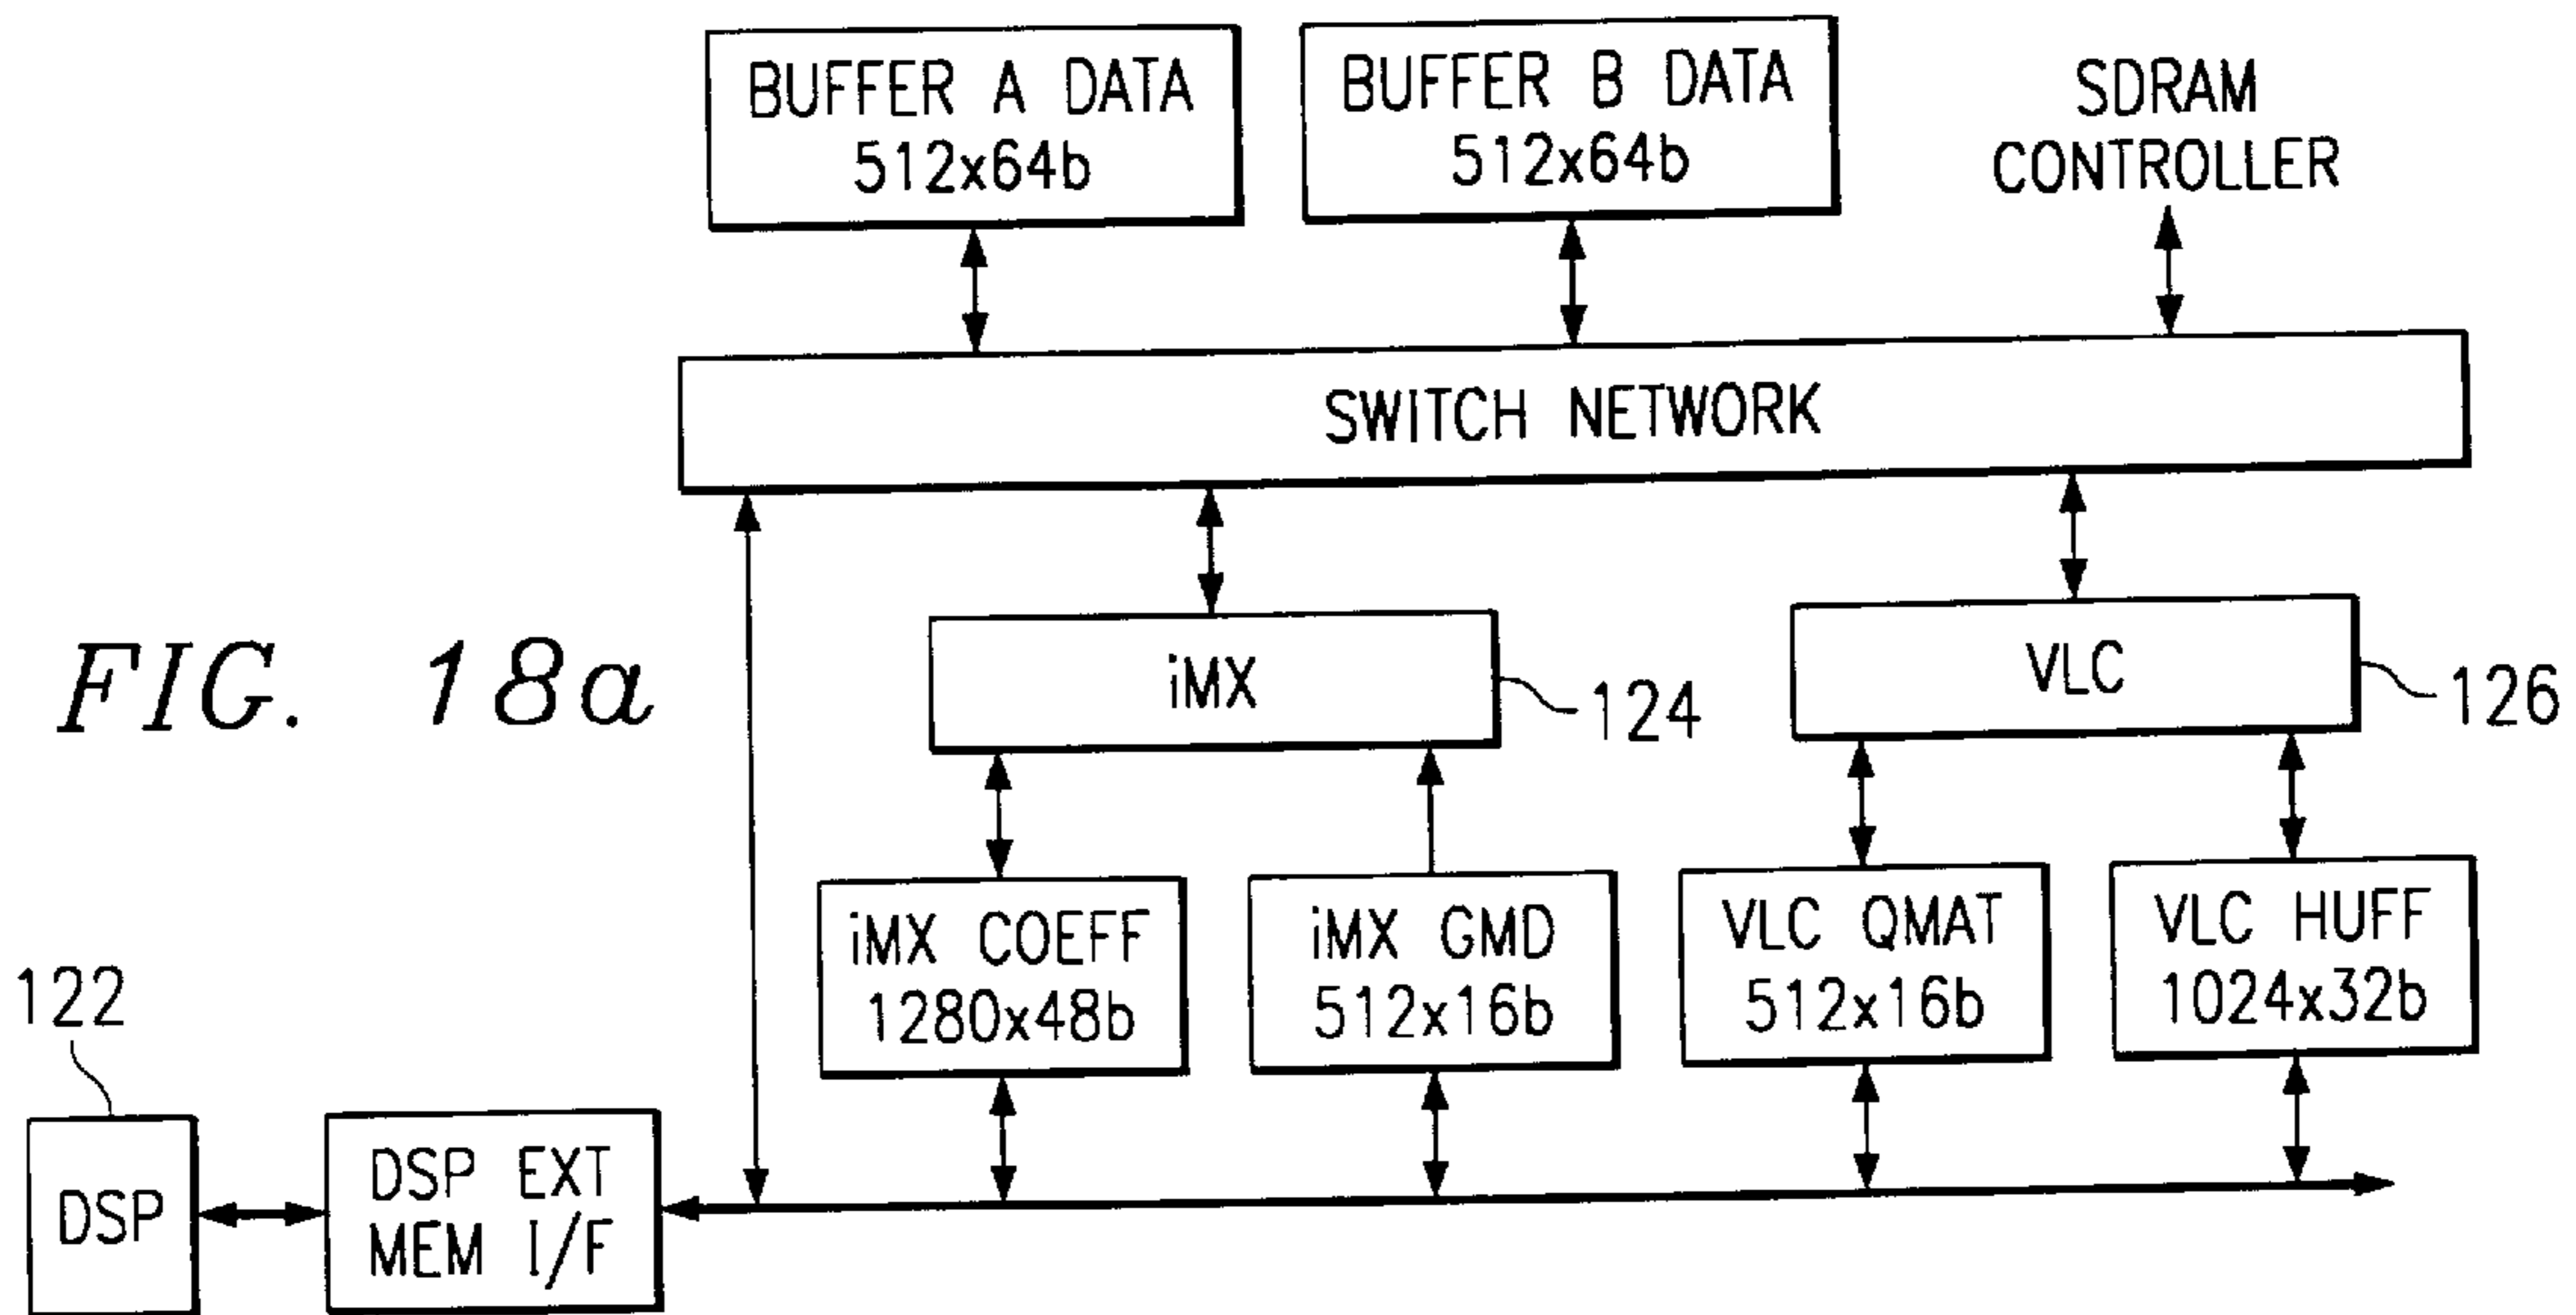 BUFFER A DATA
512x64b
BUFFER B DATA
512x64b
SDRAM
CONTROLLER
SWITCH NETWORK
FIG. 18a
iMX
124
VLC
126
iMX COEFF
1280x48b
iMX GMD
512x16b
VLC QMAT
512x16b
VLC HUFF
1024x32b
122
DSP
DSP EXT
MEM I/F